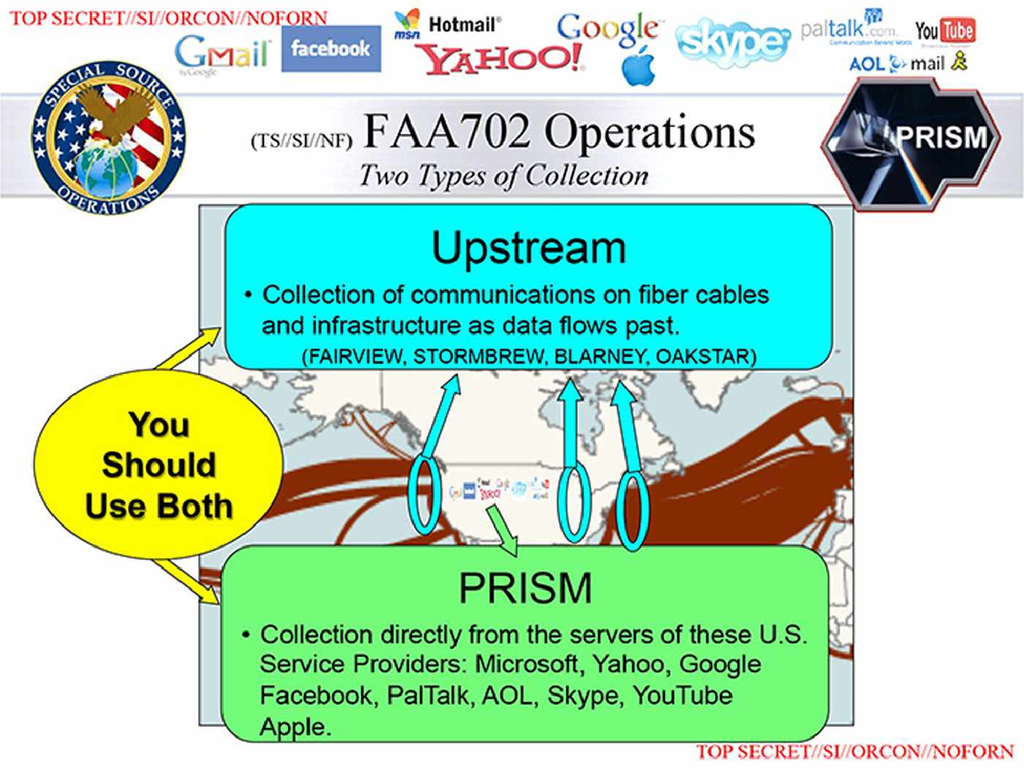 TOP SECRET//SI//ORCON//NOFORN
Gmail
by Google
facebook
msn
Hotmail
YAHOO!
Google
skype
paltalk.com
YouTube
AOL mail
SPECIAL SOURCE
OPERATIONS
(TS//SI//NF) FAA702 Operations
Two Types of Collection
PRISM
Upstream
• Collection of communications on fiber cables
and infrastructure as data flows past.
(FAIRVIEW, STORMBREW, BLARNEY, OAKSTAR)
You
Should
Use Both
PRISM
• Collection directly from the servers of these U.S.
Service Providers: Microsoft, Yahoo, Google
Facebook, PalTalk, AOL, Skype, YouTube
Apple.
TOP SECRET//SI//ORCON//NOFORN